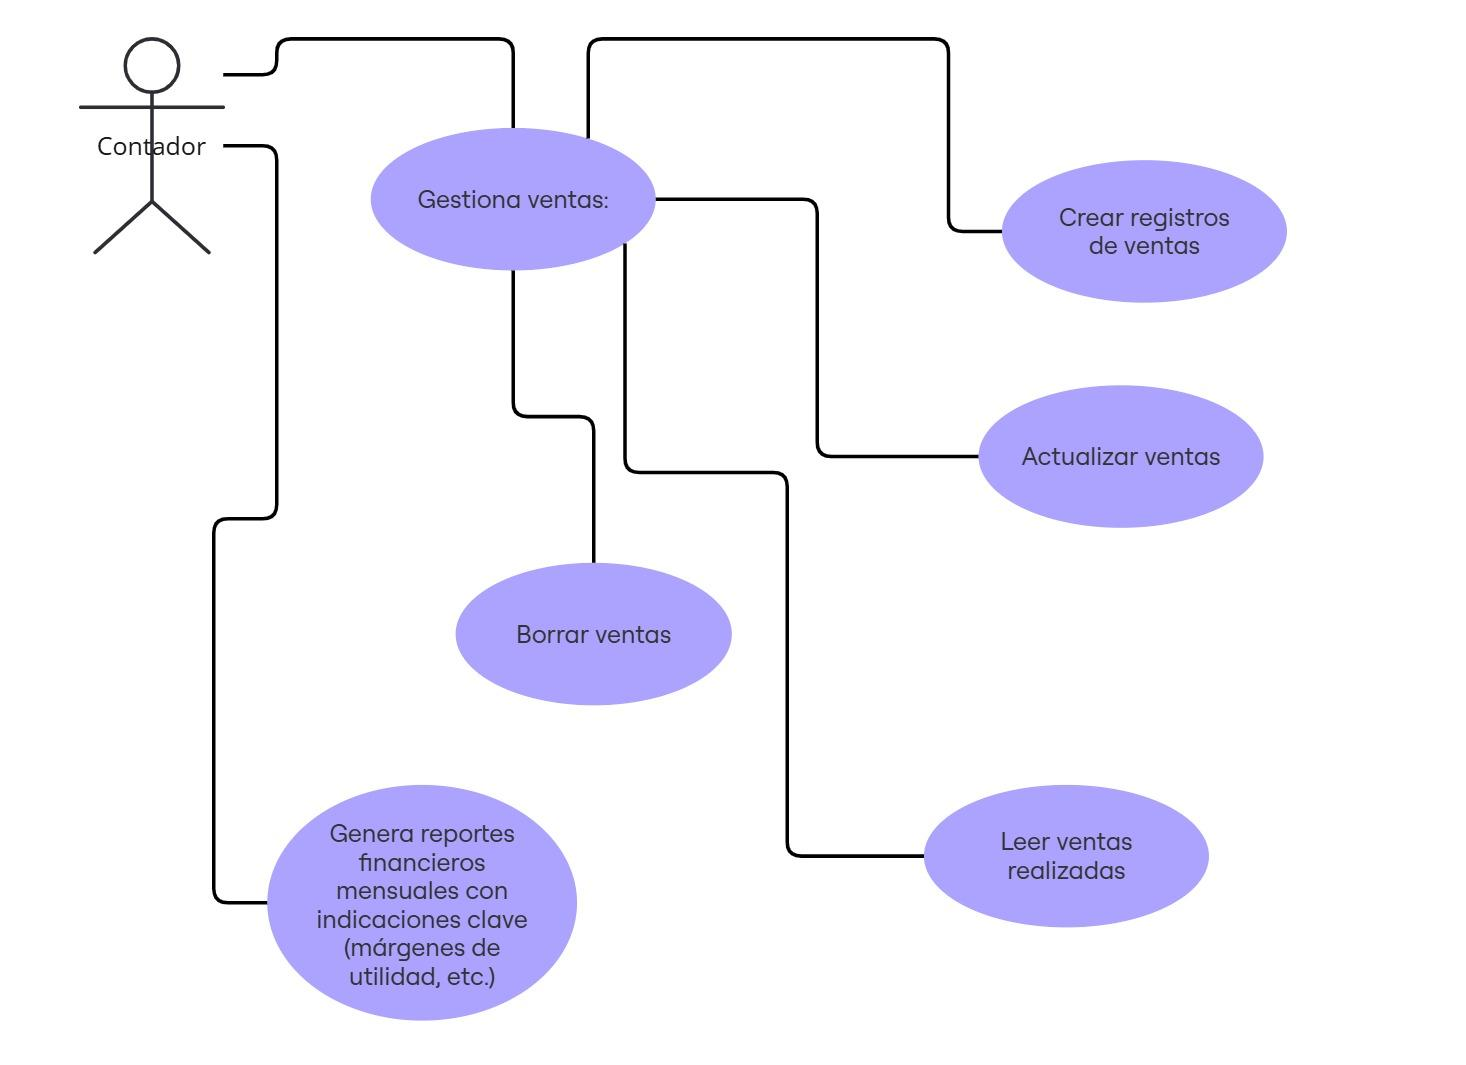 Contador
Gestiona ventas:
Crear registros
de ventas
Actualizar ventas
Borrar ventas
Genera reportes
financieros
mensuales con
indicaciones clave
(márgenes de
utilidad, etc.)
Leer ventas
realizadas